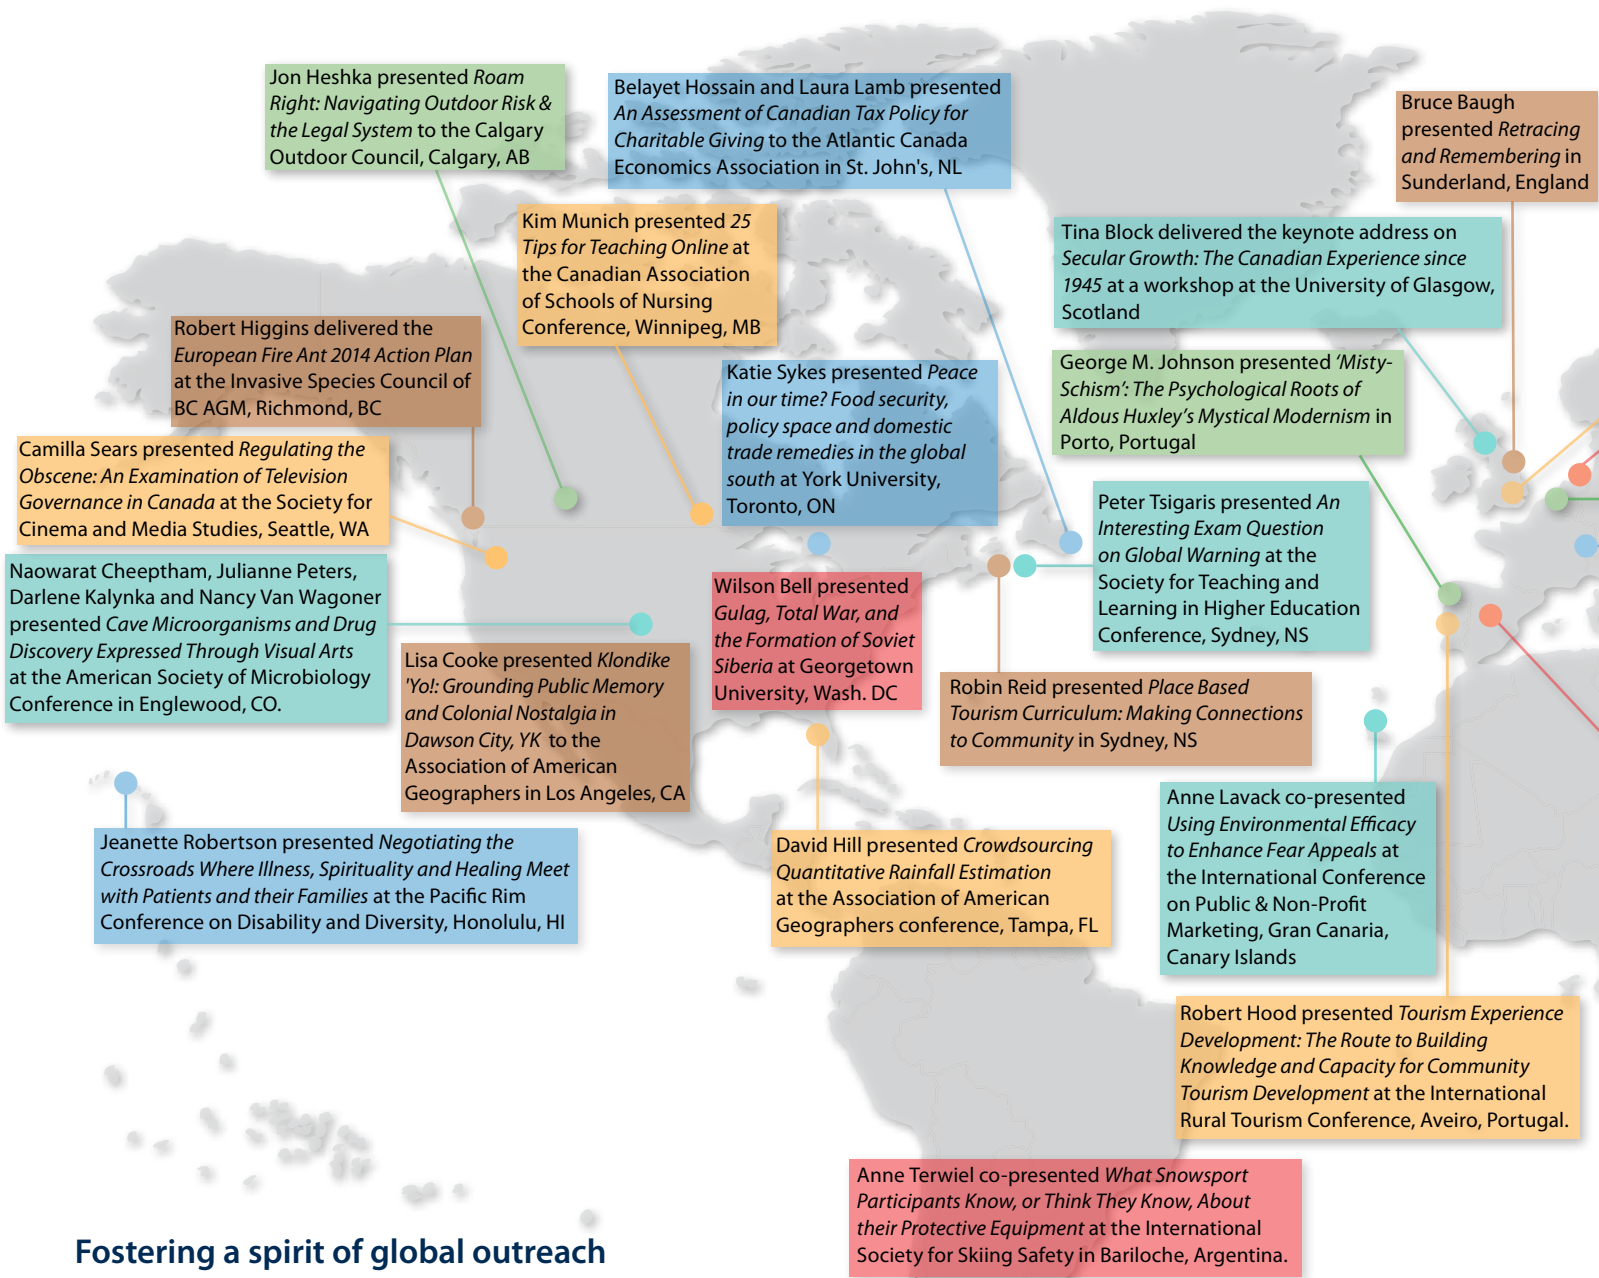 Jon Heshka presented Roam
Right: Navigating Outdoor Risk &
the Legal System to the Calgary
Outdoor Council, Calgary, AB
Belayet Hossain and Laura Lamb presented
An Assessment of Canadian Tax Policy for
Charitable Giving to the Atlantic Canada
Economics Association in St. John's, NL
Bruce Baugh
presented Retracing
and Remembering in
Sunderland, England
Kim Munich presented 25
Tips for Teaching Online at
the Canadian Association
of Schools of Nursing
Conference, Winnipeg, MB
Tina Block delivered the keynote address on
Secular Growth: The Canadian Experience since
1945 at a workshop at the University of Glasgow,
Scotland
Robert Higgins delivered the
European Fire Ant 2014 Action Plan
at the Invasive Species Council of
BC AGM, Richmond, BC
Katie Sykes presented Peace
in our time? Food security,
policy space and domestic
trade remedies in the global
south at York University,
Toronto, ON
George M. Johnson presented ‘Misty-
Schism’: The Psychological Roots of
Aldous Huxley’s Mystical Modernism in
Porto, Portugal
Camilla Sears presented Regulating the
Obscene: An Examination of Television
Governance in Canada at the Society for
Cinema and Media Studies, Seattle, WA
Peter Tsigaris presented An
Interesting Exam Question
on Global Warning at the
Society for Teaching and
Learning in Higher Education
Conference, Sydney, NS
Naowarat Cheeptham, Julianne Peters,
Darlene Kalynka and Nancy Van Wagoner
presented Cave Microorganisms and Drug
Discovery Expressed Through Visual Arts
at the American Society of Microbiology
Conference in Englewood, CO.
Wilson Bell presented
Gulag, Total War, and
the Formation of Soviet
Siberia at Georgetown
University, Wash. DC
Lisa Cooke presented Klondike
'Yo!: Grounding Public Memory
and Colonial Nostalgia in
Dawson City, YK to the
Association of American
Geographers in Los Angeles, CA
Robin Reid presented Place Based
Tourism Curriculum: Making Connections
to Community in Sydney, NS
Anne Lavack co-presented
Using Environmental Efficacy
to Enhance Fear Appeals at
the International Conference
on Public & Non-Profit
Marketing, Gran Canaria,
Canary Islands
Jeanette Robertson presented Negotiating the
Crossroads Where Illness, Spirituality and Healing Meet
with Patients and their Families at the Pacific Rim
Conference on Disability and Diversity, Honolulu, HI
David Hill presented Crowdsourcing
Quantitative Rainfall Estimation
at the Association of American
Geographers conference, Tampa, FL
Robert Hood presented Tourism Experience
Development: The Route to Building
Knowledge and Capacity for Community
Tourism Development at the International
Rural Tourism Conference, Aveiro, Portugal.
Anne Terwiel co-presented What Snowsport
Participants Know, or Think They Know, About
their Protective Equipment at the International
Society for Skiing Safety in Bariloche, Argentina.
Fostering a spirit of global outreach